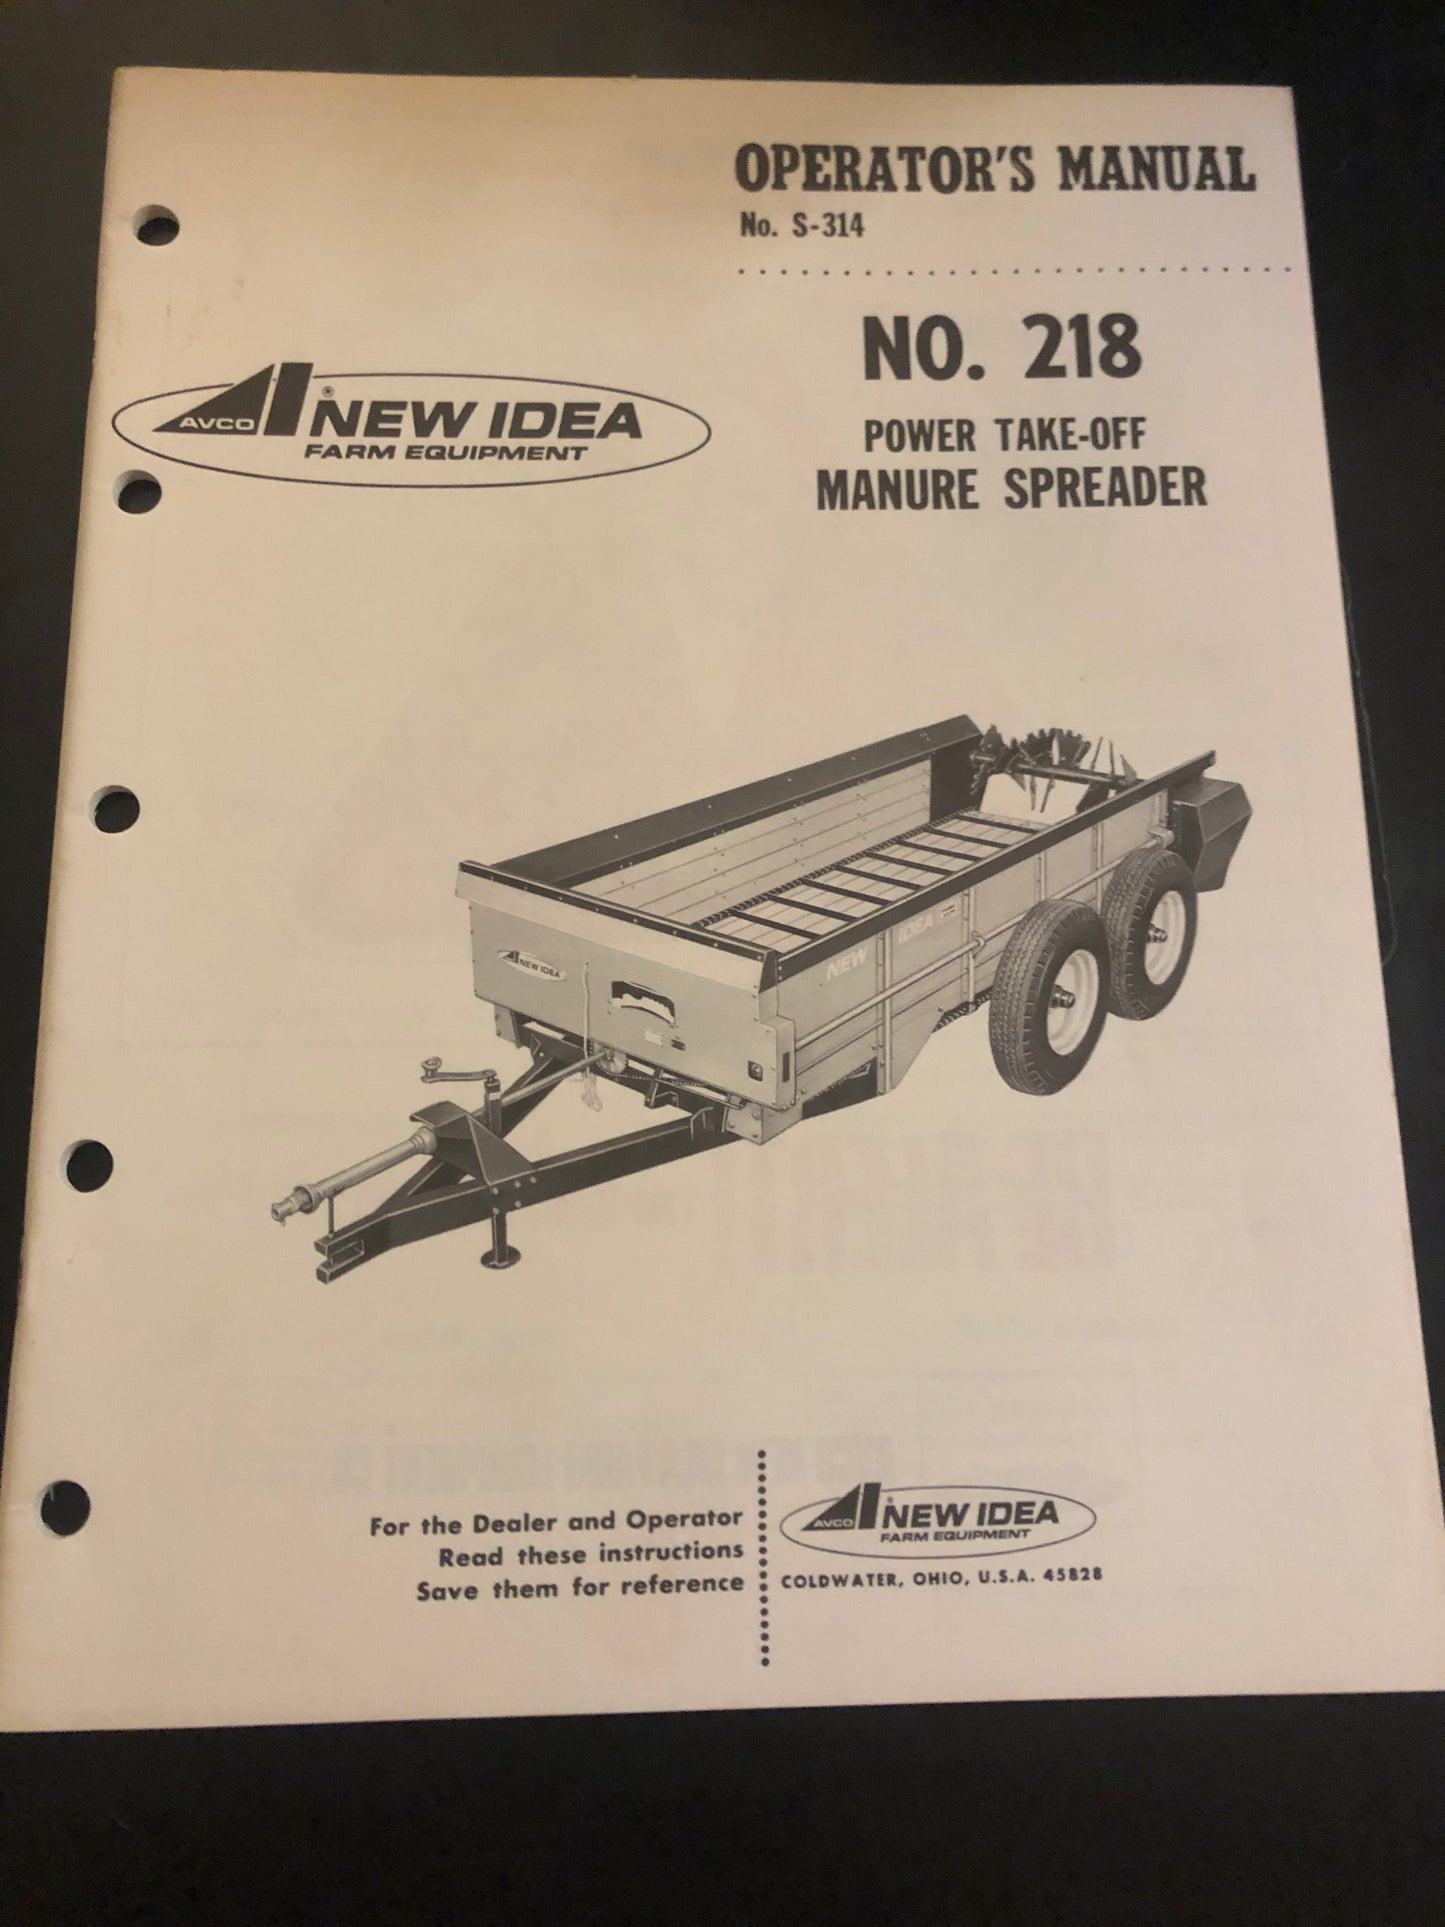 OPERATOR'S MANUAL
No. S-314
NO. 218
POWER TAKE-OFF
MANURE SPREADER
AVCO ® NEW IDEA
FARM EQUIPMENT
NEW IDEA
NEW IDEA
For the Dealer and Operator
Read these instructions
Save them for reference
AVCO NEW IDEA
FARM EQUIPMENT
COLDWATER, OHIO, U.S.A. 45828